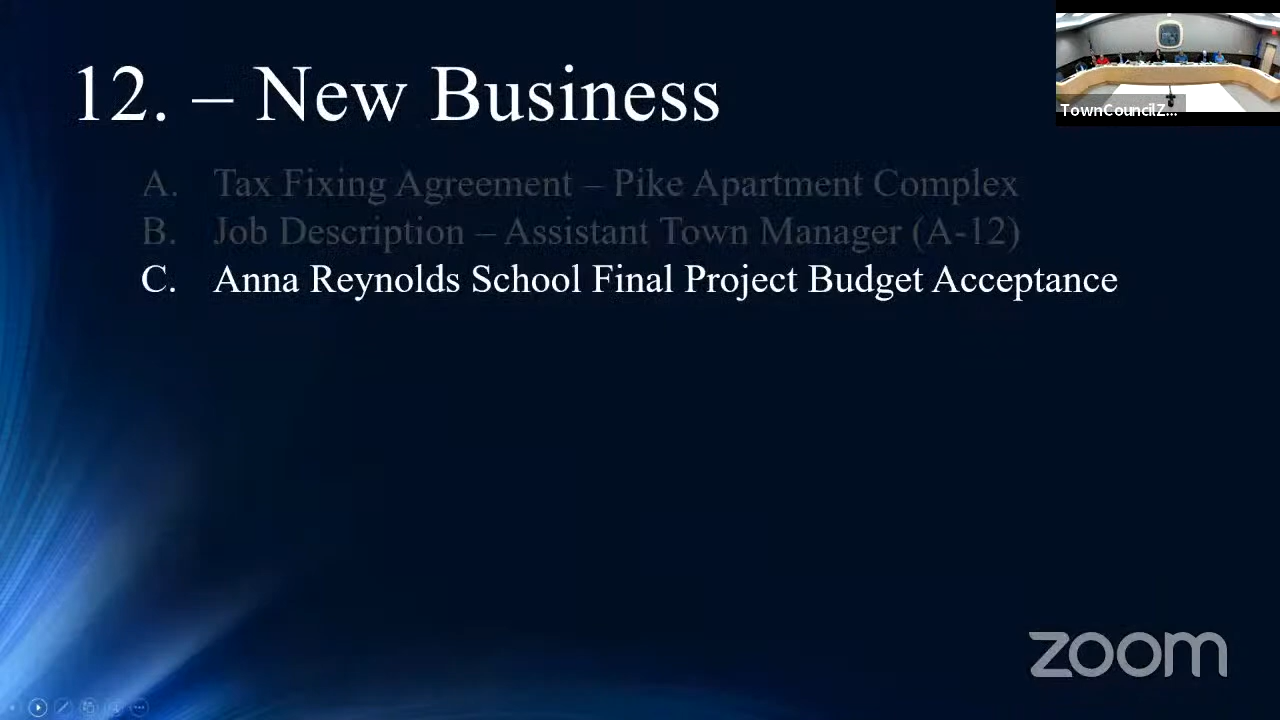 12. – New Business
TownCouncilZ...
A. Tax Fixing Agreement – Pike Apartment Complex
B. Job Description – Assistant Town Manager (A-12)
C. Anna Reynolds School Final Project Budget Acceptance
zoom